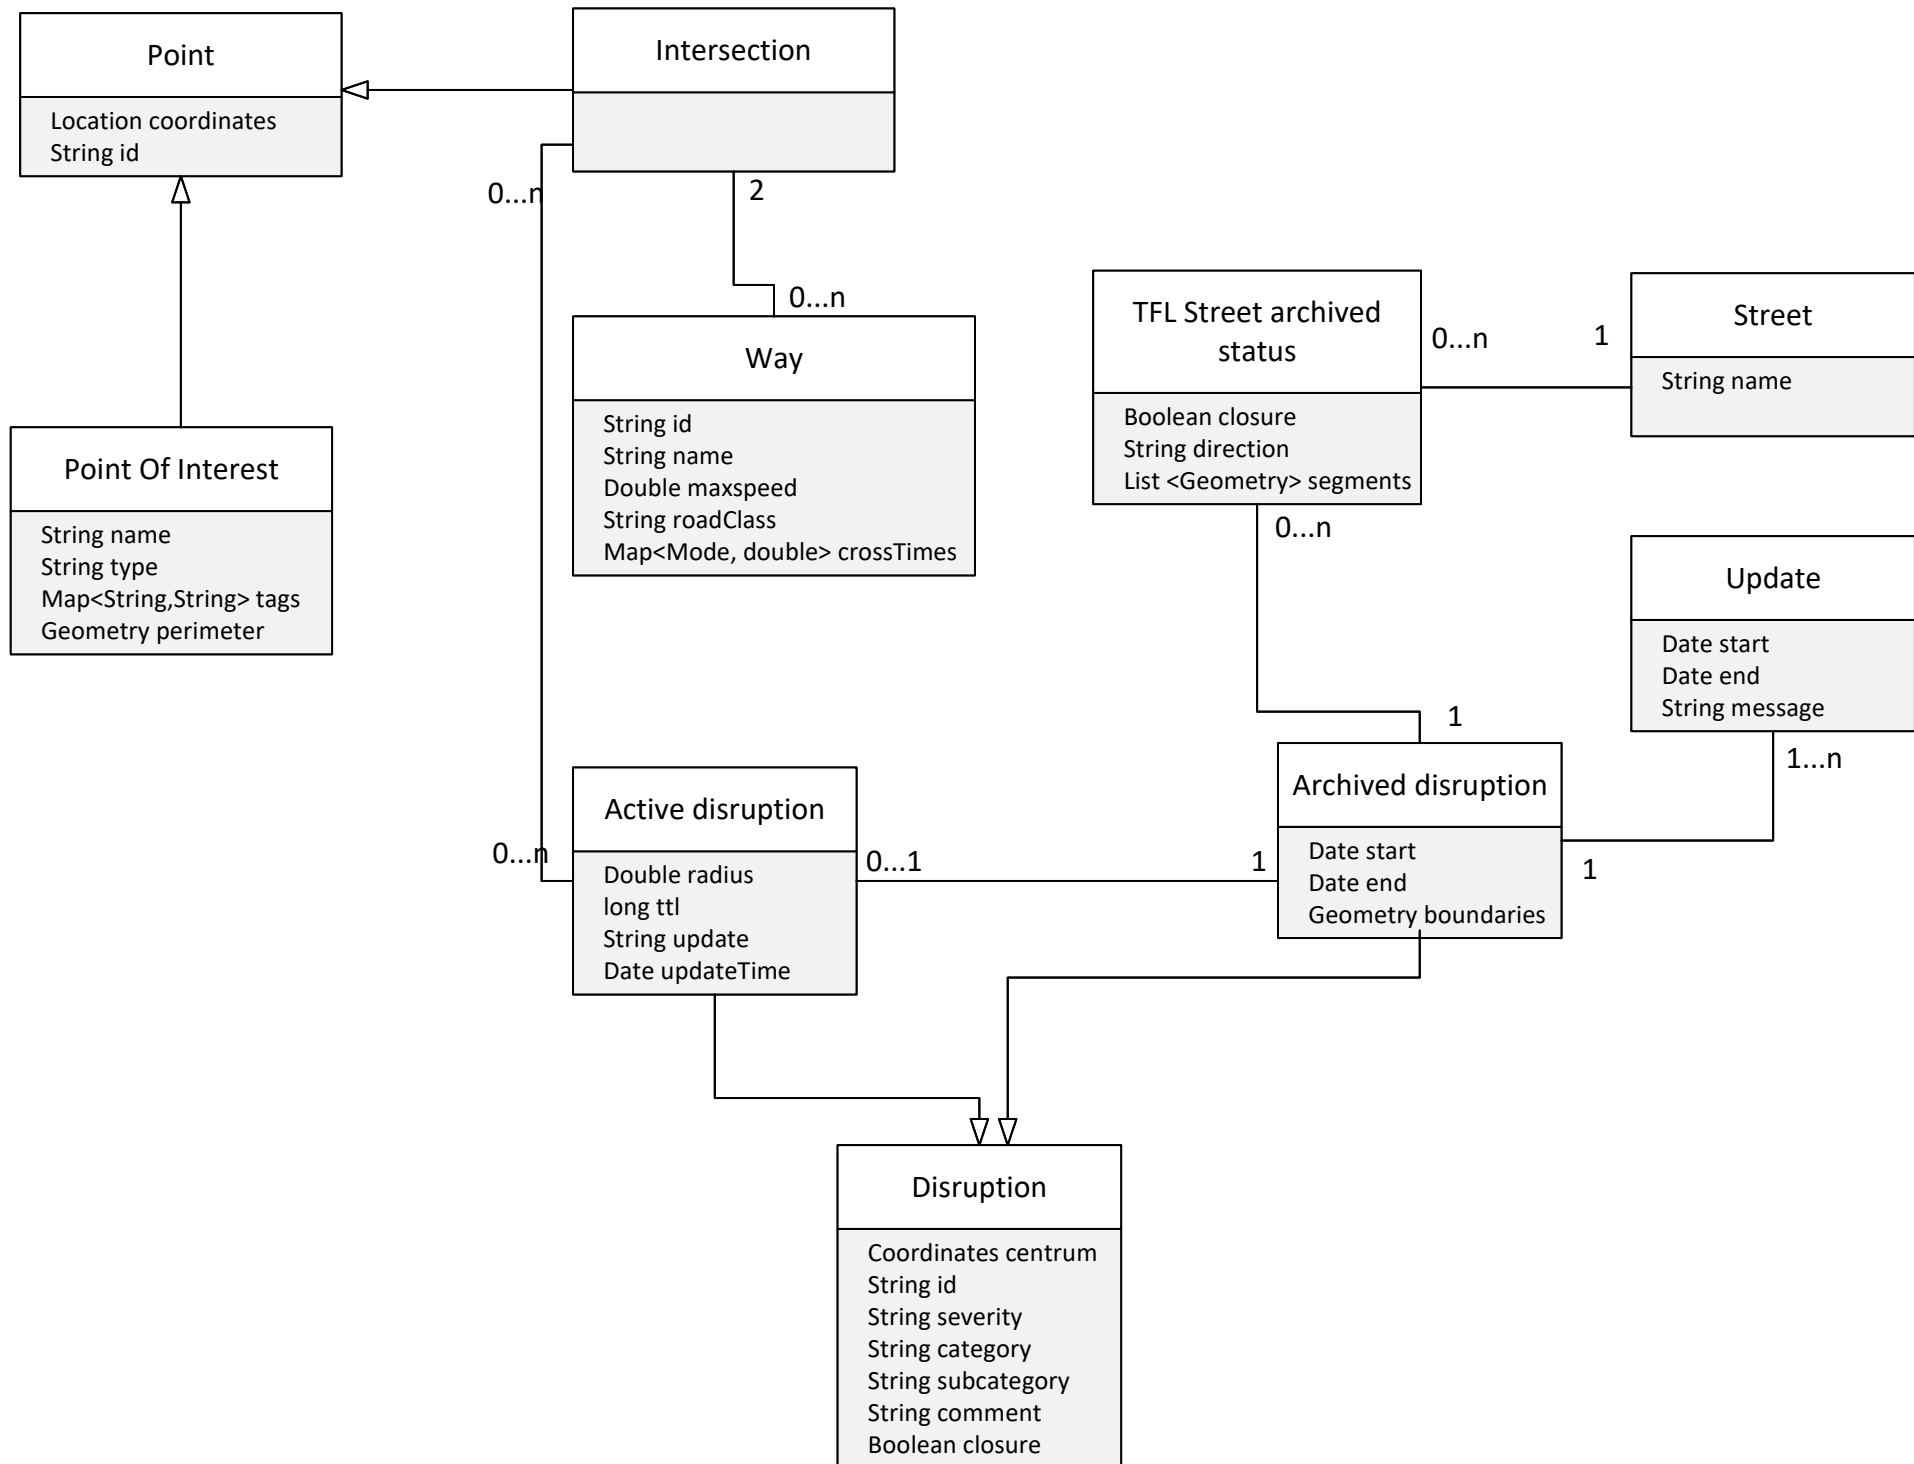 Point
Location coordinates
String id
Intersection
0...n
2
0...n
Way
String id
String name
Double maxspeed
String roadClass
Map<Mode, double> crossTimes
Point Of Interest
String name
String type
Map<String,String> tags
Geometry perimeter
TFL Street archived
status
Boolean closure
String direction
List <Geometry> segments
0...n
1
Street
String name
0...n
Update
Date start
Date end
String message
1...n
1
Archived disruption
Date start
Date end
Geometry boundaries
1
Active disruption
Double radius
long ttl
String update
Date updateTime
0...n
0...1
1
Disruption
Coordinates centrum
String id
String severity
String category
String subcategory
String comment
Boolean closure